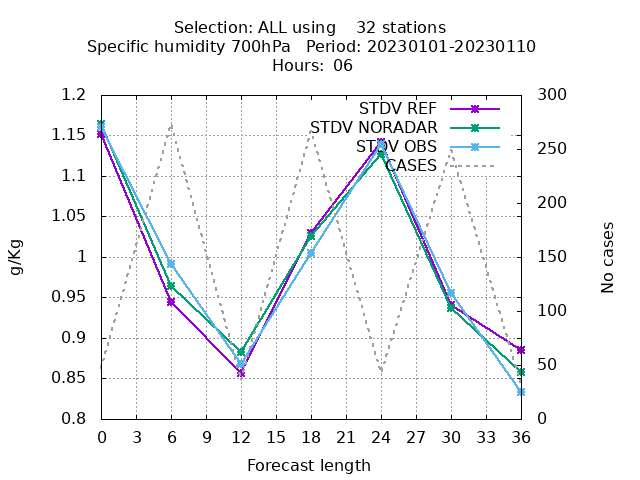 Selection: ALL using    32 stations
Specific humidity 700hPa   Period: 20230101-20230110
Hours:  06
STDV REF
STDV NORADAR
STDV OBS
CASES
g/Kg
1.2
1.15
1.1
1.05
1
0.95
0.9
0.85
0.8
300
250
200
150
100
50
0
No cases
0 3 6 9 12 15 18 21 24 27 30 33 36
Forecast length